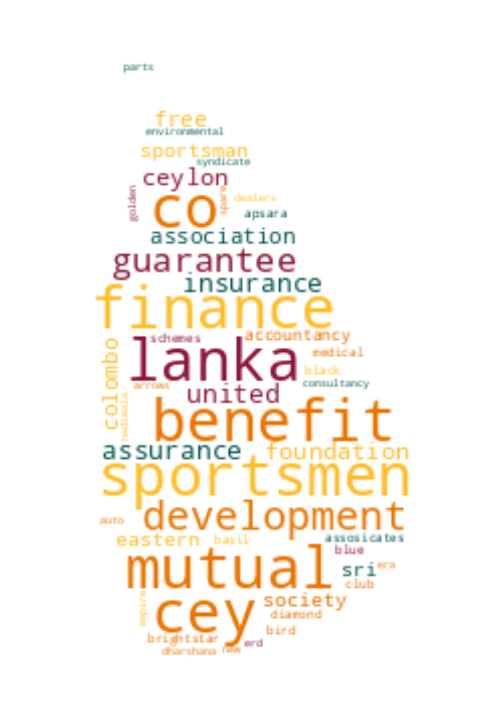 parts
free
environmental
sportsman
syndicate
ceylon
golden
spare
dealers
co
apsara
association
guarantee
insurance
finance
schemes
accountancy
lanka
medical
colombo
black
arrows
consultancy
united
nedimala
benefit
assurance
foundation
sportsmen
auto
development
eastern
basil
assosicates
blue
mutual
sri
era
club
empire
cey
society
diamond
bird
brightstar
erd
dharshana
new